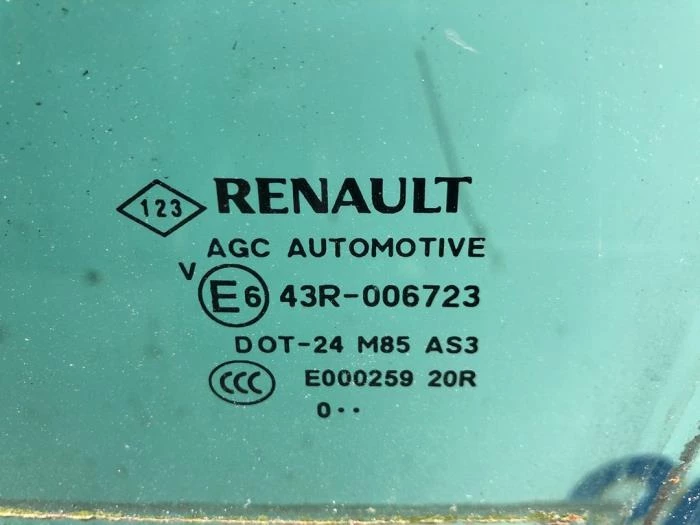 123 RENAULT
AGC AUTOMOTIVE
V
E6 43R-006723
DOT-24 M85 AS3
CCC E000259 20R
0··